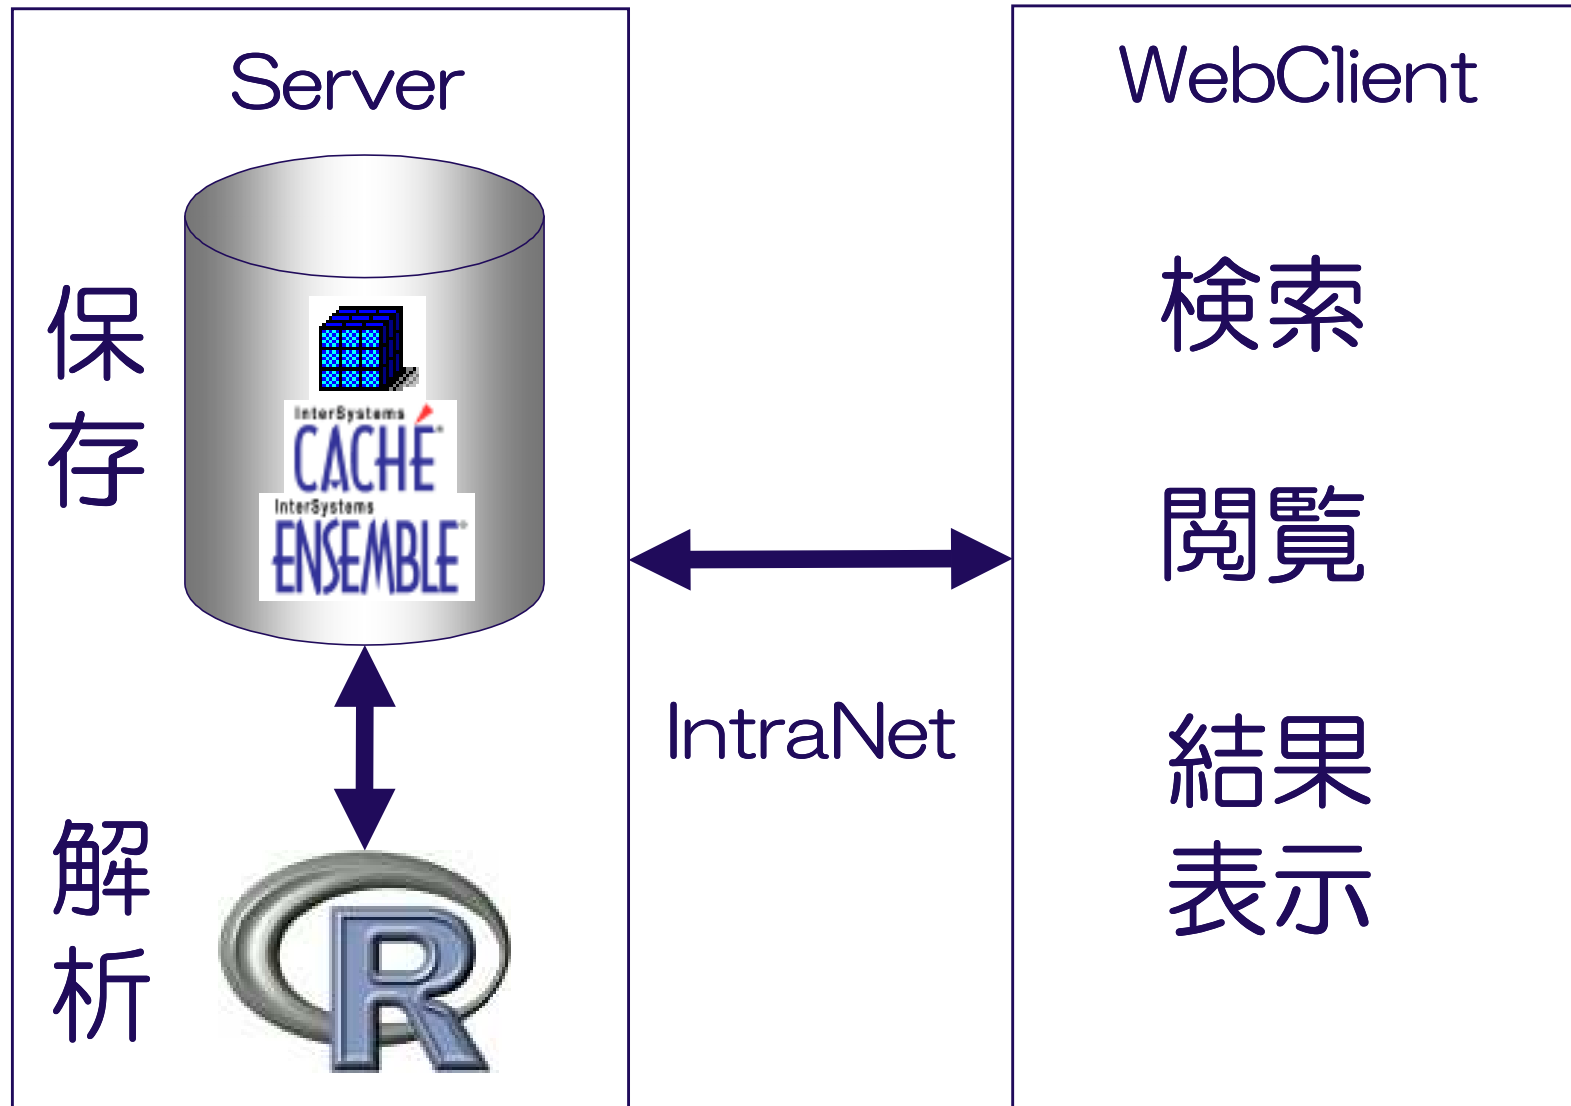 Server
保存
InterSystems
CACHÉ
InterSystems
ENSEMBLE
解析
R
IntraNet
WebClient
検索
閲覧
結果
表示